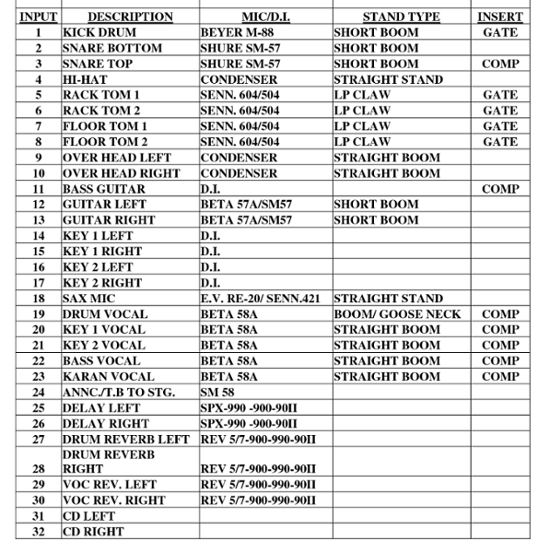 INPUT DESCRIPTION MIC/D.I. STAND TYPE INSERT
1 KICK DRUM BEYER M-88 SHORT BOOM GATE
2 SNARE BOTTOM SHURE SM-57 SHORT BOOM
3 SNARE TOP SHURE SM-57 SHORT BOOM COMP
4 HI-HAT CONDENSER STRAIGHT STAND
5 RACK TOM 1 SENN. 604/504 LP CLAW GATE
6 RACK TOM 2 SENN. 604/504 LP CLAW GATE
7 FLOOR TOM 1 SENN. 604/504 LP CLAW GATE
8 FLOOR TOM 2 SENN. 604/504 LP CLAW GATE
9 OVER HEAD LEFT CONDENSER STRAIGHT BOOM
10 OVER HEAD RIGHT CONDENSER STRAIGHT BOOM
11 BASS GUITAR D.I. COMP
12 GUITAR LEFT BETA 57A/SM57 SHORT BOOM
13 GUITAR RIGHT BETA 57A/SM57 SHORT BOOM
14 KEY 1 LEFT D.I.
15 KEY 1 RIGHT D.I.
16 KEY 2 LEFT D.I.
17 KEY 2 RIGHT D.I.
18 SAX MIC E.V. RE-20/ SENN.421 STRAIGHT STAND
19 DRUM VOCAL BETA 58A BOOM/ GOOSE NECK COMP
20 KEY 1 VOCAL BETA 58A STRAIGHT BOOM COMP
21 KEY 2 VOCAL BETA 58A STRAIGHT BOOM COMP
22 BASS VOCAL BETA 58A STRAIGHT BOOM COMP
23 KARAN VOCAL BETA 58A STRAIGHT BOOM COMP
24 ANNC./T.B TO STG. SM 58
25 DELAY LEFT SPX-990 -900-90II
26 DELAY RIGHT SPX-990 -900-90II
27 DRUM REVERB LEFT REV 5/7-900-990-90II
DRUM REVERB
28 RIGHT REV 5/7-900-990-90II
29 VOC REV. LEFT REV 5/7-900-990-90II
30 VOC REV. RIGHT REV 5/7-900-990-90II
31 CD LEFT
32 CD RIGHT